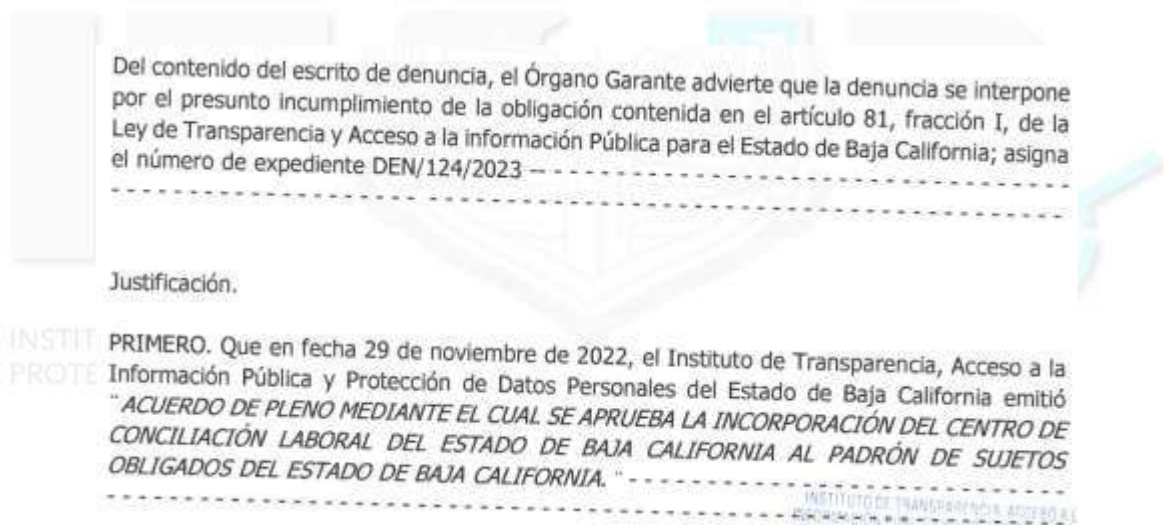 Del contenido del escrito de denuncia, el Órgano Garante advierte que la denuncia se interpone
por el presunto incumplimiento de la obligación contenida en el artículo 81, fracción I, de la
Ley de Transparencia y Acceso a la información Pública para el Estado de Baja California; asigna
el número de expediente DEN/124/2023 -- - - - - - - - - - - - - - - - - - - - - - - - - - - - - - - - - -
- - - - - - - - - - - - - - - - - - - - - - - - - - - - - - - - - - - - - - - - - - - - - - - - - - - - - - - - - - - -
Justificación.
INSTIT
PROTE
PRIMERO. Que en fecha 29 de noviembre de 2022, el Instituto de Transparencia, Acceso a la
Información Pública y Protección de Datos Personales del Estado de Baja California emitió
¨ACUERDO DE PLENO MEDIANTE EL CUAL SE APRUEBA LA INCORPORACIÓN DEL CENTRO DE
CONCILIACIÓN LABORAL DEL ESTADO DE BAJA CALIFORNIA AL PADRÓN DE SUJETOS
OBLIGADOS DEL ESTADO DE BAJA CALIFORNIA.¨ - - - - - - - - - - - - - - - - - - - - - - - - - - - -
- - - - - - - - - - - - - - - - - - - - - - - - - - - - - - - - - - - - - - - - - - - - - - - - - - - - - - - - - - - -
INSTITUTO DE TRANSPARENCIA, ACCESO A